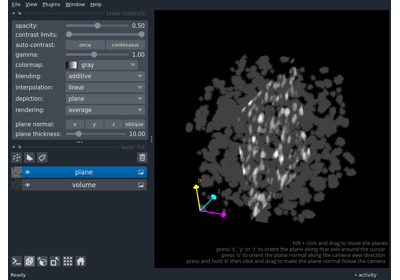 File View Plugins Window Help
layer controls
opacity: 0.50
contrast limits:
auto-contrast: once continuous
gamma: 1.00
colormap: gray
blending: additive
interpolation: linear
depiction: plane
rendering: average
plane normal: x y z oblique
plane thickness: 10.00
layer list
plane
volume
0
2
1
hift + click and drag to move the planes
press 'x', 'y' or 'z' to orient the plane along that axis around the cursor
press 'o' to orient the plane normal along the camera view direction
press and hold 'o' then click and drag to make the plane normal follow the camera
Ready
activity